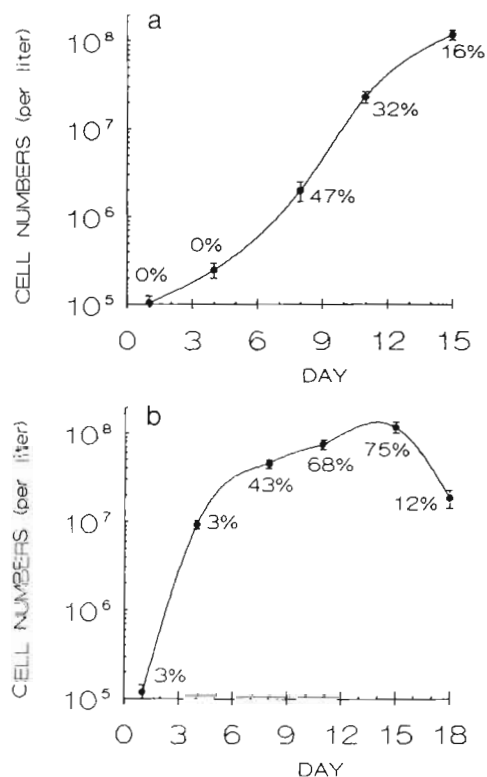 a
CELL NUMBERS (per liter)
10⁸
10⁷
10⁶
10⁵
0%
0%
47%
32%
16%
0 3 6 9 12 15
DAY
b
CELL NUMBERS (per liter)
10⁸
10⁷
10⁶
10⁵
3%
3%
43%
68%
75%
12%
0 3 6 9 12 15 18
DAY